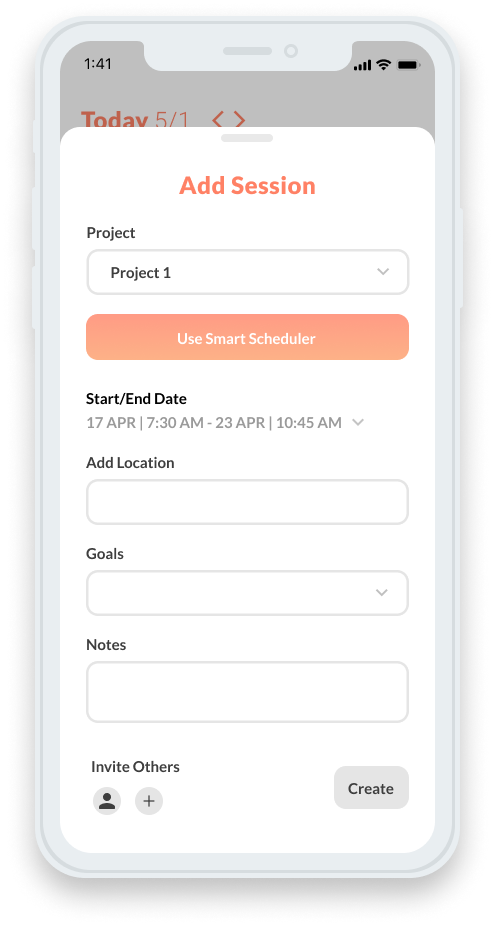 1:41
Today 5/1
Add Session
Project
Project 1
Use Smart Scheduler
Start/End Date
17 APR | 7:30 AM - 23 APR | 10:45 AM
Add Location
Goals
Notes
Invite Others
Create